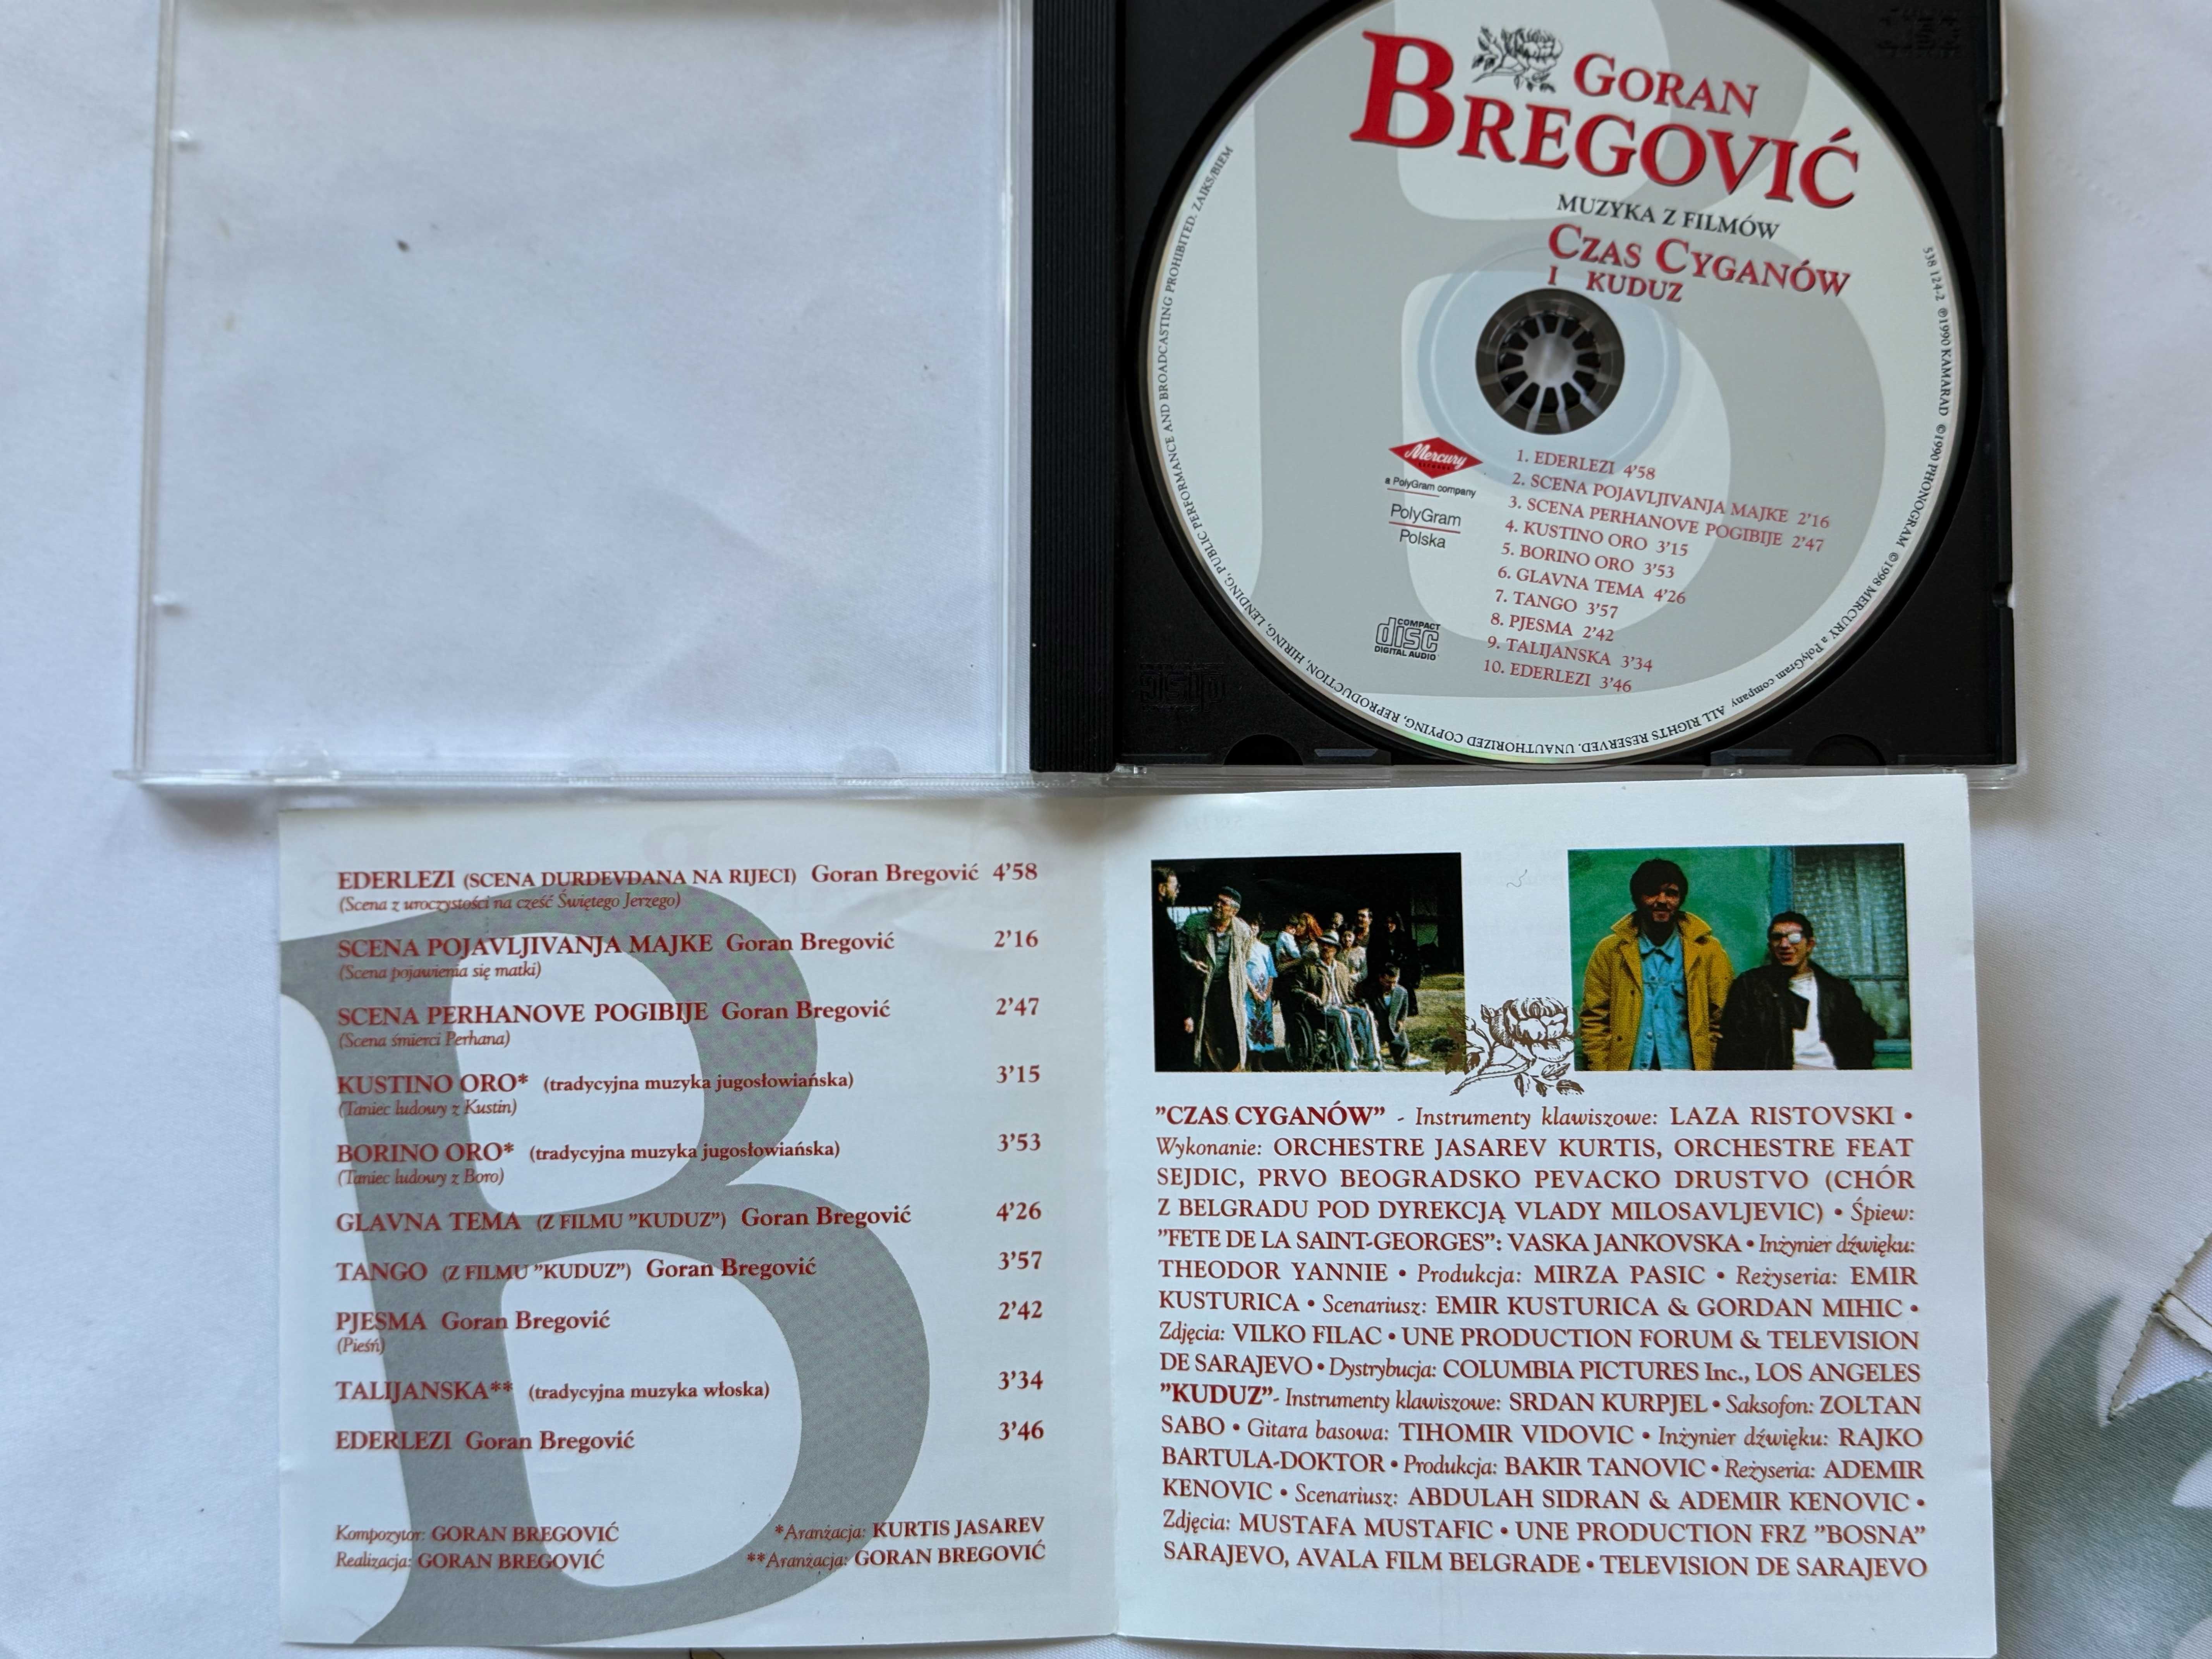 GORAN
BREGOVIĆ
MUZYKA Z FILMÓW
CZAS CYGANÓW
I KUDUZ
Mercury
a PolyGram company
PolyGram
Polska
COMPACT
disc
DIGITAL AUDIO
1. EDERLEZI 4'58
2. SCENA POJAVLJIVANJA MAJKE 2'16
3. SCENA PERHANOVE POGIBIJE 2'47
4. KUSTINO ORO 3'15
5. BORINO ORO 3'53
6. GLAVNA TEMA 4'26
7. TANGO 3'57
8. PJESMA 2'42
9. TALIJANSKA 3'34
10. EDERLEZI 3'46
538 124-2 ℗1990 KAMARAD ©1990 PHONOGRAM ©1998 MERCURY a PolyGram company ALL RIGHTS RESERVED. UNAUTHORIZED COPYING, REPRODUCTION, HIRING, LENDING, PUBLIC PERFORMANCE AND BROADCASTING PROHIBITED. ZAIKS/BIEM
EDERLEZI (SCENA DURDEVDANA NA RIJECI) Goran Bregović 4'58
(Scena z uroczystości na cześć Świętego Jerzego)
SCENA POJAVLJIVANJA MAJKE Goran Bregović 2'16
(Scena pojawienia się matki)
SCENA PERHANOVE POGIBIJE Goran Bregović 2'47
(Scena śmierci Perhana)
KUSTINO ORO* (tradycyjna muzyka jugosłowiańska) 3'15
(Taniec ludowy z Kustin)
BORINO ORO* (tradycyjna muzyka jugosłowiańska) 3'53
(Taniec ludowy z Boro)
GLAVNA TEMA (Z FILMU "KUDUZ") Goran Bregović 4'26
TANGO (Z FILMU "KUDUZ") Goran Bregović 3'57
PJESMA Goran Bregović 2'42
(Pieśń)
TALIJANSKA** (tradycyjna muzyka włoska) 3'34
EDERLEZI Goran Bregović 3'46
Kompozytor: GORAN BREGOVIĆ
Realizacja: GORAN BREGOVIĆ
*Aranżacja: KURTIS JASAREV
**Aranżacja: GORAN BREGOVIĆ
"CZAS CYGANÓW" - Instrumenty klawiszowe: LAZA RISTOVSKI •
Wykonanie: ORCHESTRE JASAREV KURTIS, ORCHESTRE FEAT
SEJDIC, PRVO BEOGRADSKO PEVACKO DRUSTVO (CHÓR
Z BELGRADU POD DYREKCJĄ VLADY MILOSAVLJEVIC) • Śpiew:
"FETE DE LA SAINT-GEORGES": VASKA JANKOVSKA • Inżynier dźwięku:
THEODOR YANNIE • Produkcja: MIRZA PASIC • Reżyseria: EMIR
KUSTURICA • Scenariusz: EMIR KUSTURICA & GORDAN MIHIC •
Zdjęcia: VILKO FILAC • UNE PRODUCTION FORUM & TELEVISION
DE SARAJEVO • Dystrybucja: COLUMBIA PICTURES Inc., LOS ANGELES
"KUDUZ"- Instrumenty klawiszowe: SRDAN KURPJEL • Saksofon: ZOLTAN
SABO • Gitara basowa: TIHOMIR VIDOVIC • Inżynier dźwięku: RAJKO
BARTULA-DOKTOR • Produkcja: BAKIR TANOVIC • Reżyseria: ADEMIR
KENOVIC • Scenariusz: ABDULAH SIDRAN & ADEMIR KENOVIC •
Zdjęcia: MUSTAFA MUSTAFIC • UNE PRODUCTION FRZ "BOSNA"
SARAJEVO, AVALA FILM BELGRADE • TELEVISION DE SARAJEVO